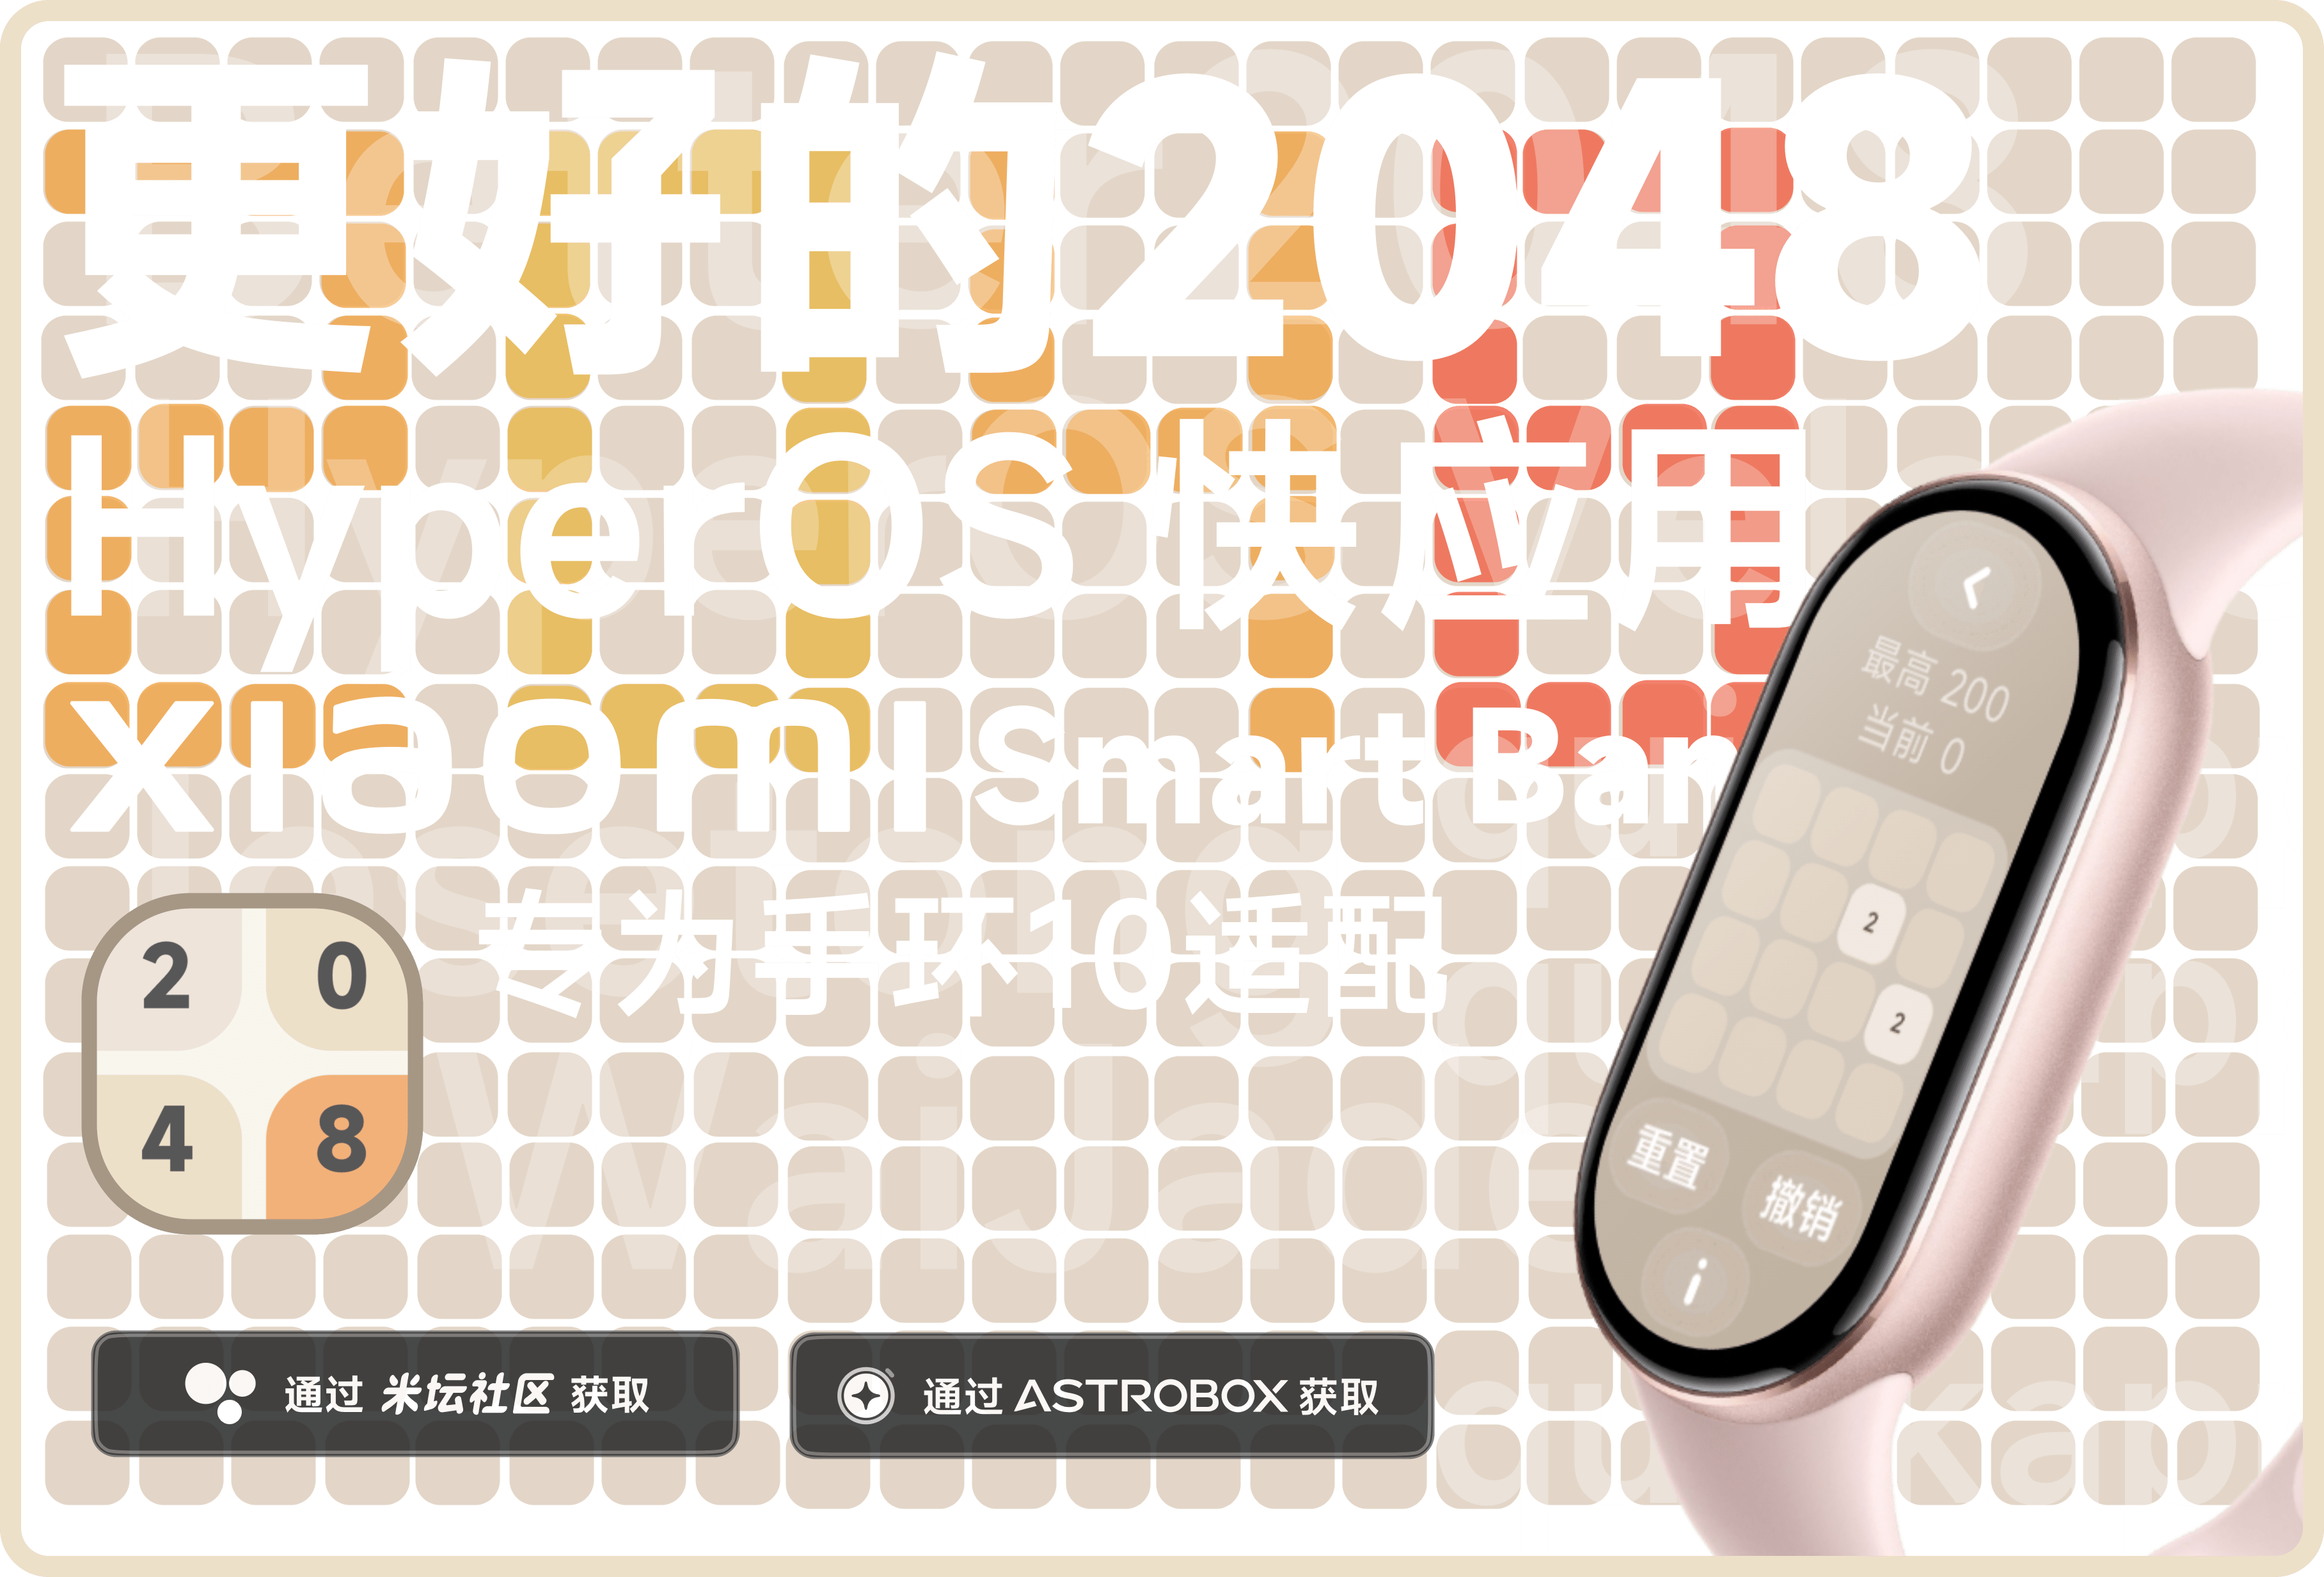 更好的2048
HyperOS 快应用
xiaomi Smart Ban
专为手环10适配
2 0
4 8
最高 200
当前 0
2
2
重置
撤销
i
通过 米坛社区 获取
通过 ASTROBOX 获取